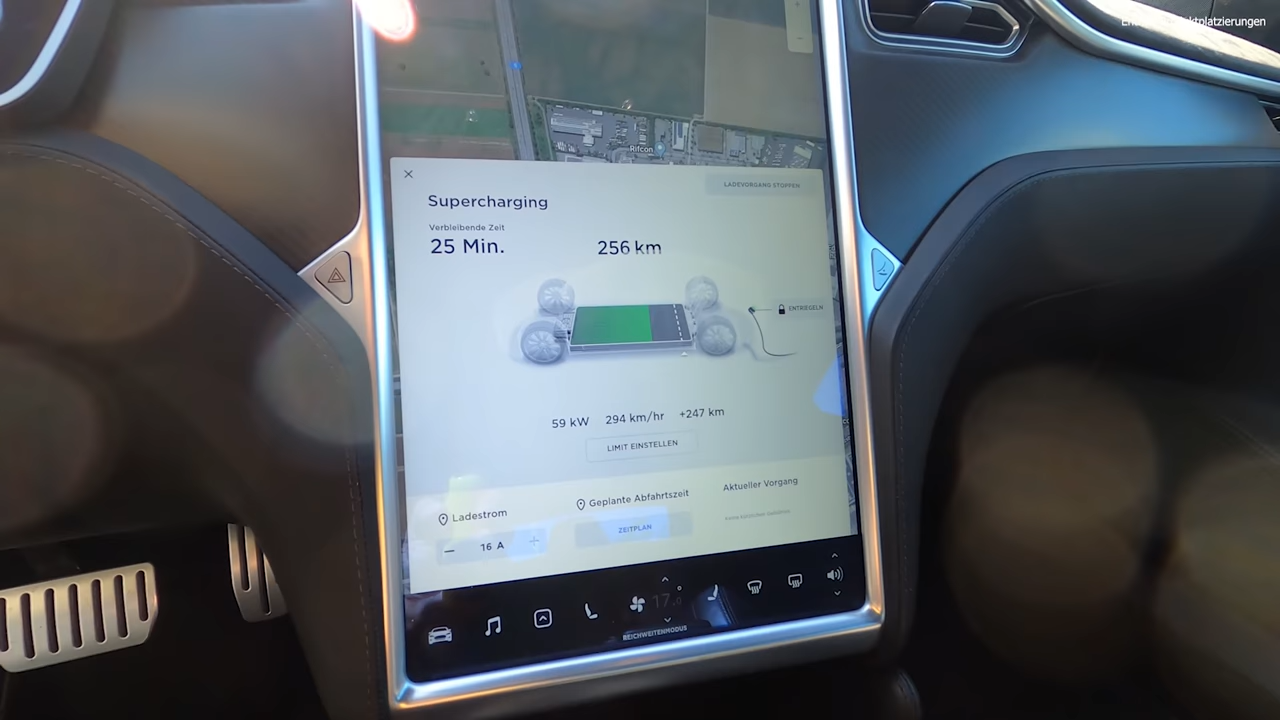 ktplatzierungen
Rifcon
LADEVORGANG STOPPEN
Supercharging
Verbleibende Zeit
25 Min.
256 km
ENTRIEGELN
59 kW 294 km/hr +247 km
LIMIT EINSTELLEN
Ladestrom
Geplante Abfahrtszeit
Aktueller Vorgang
16 A
ZEITPLAN
REICHWEITENMODUS